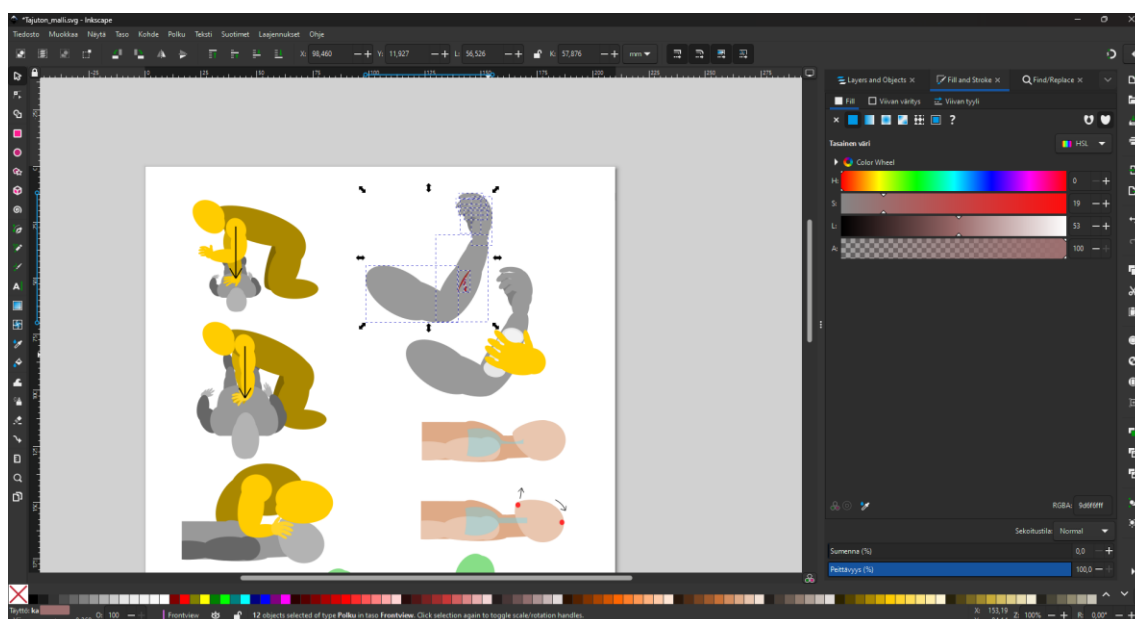 *Tajuton_malli.svg - Inkscape
Tiedosto Muokkaa Näytä Taso Kohde Polku Teksti Suotimet Laajennukset Ohje
X: 98,460 Y: 11,927 L: 56,526 K: 57,876 mm
Layers and Objects Fill and Stroke Find/Replace
Fill Viivan väritys Viivan tyyli
?
Tasainen väri HSL
Color Wheel
H: 0
S: 19
L: 53
A: 100
RGBA: 9d6f6fff
Sekoitustila: Normal
Sumenna (%) 0,0
Peittävyys (%) 100,0
Täyttö: ka
O: 100 Frontview 12 objects selected of type Polku in taso Frontview. Click selection again to toggle scale/rotation handles. X: 153,19 Z: 100% R: 0,00°